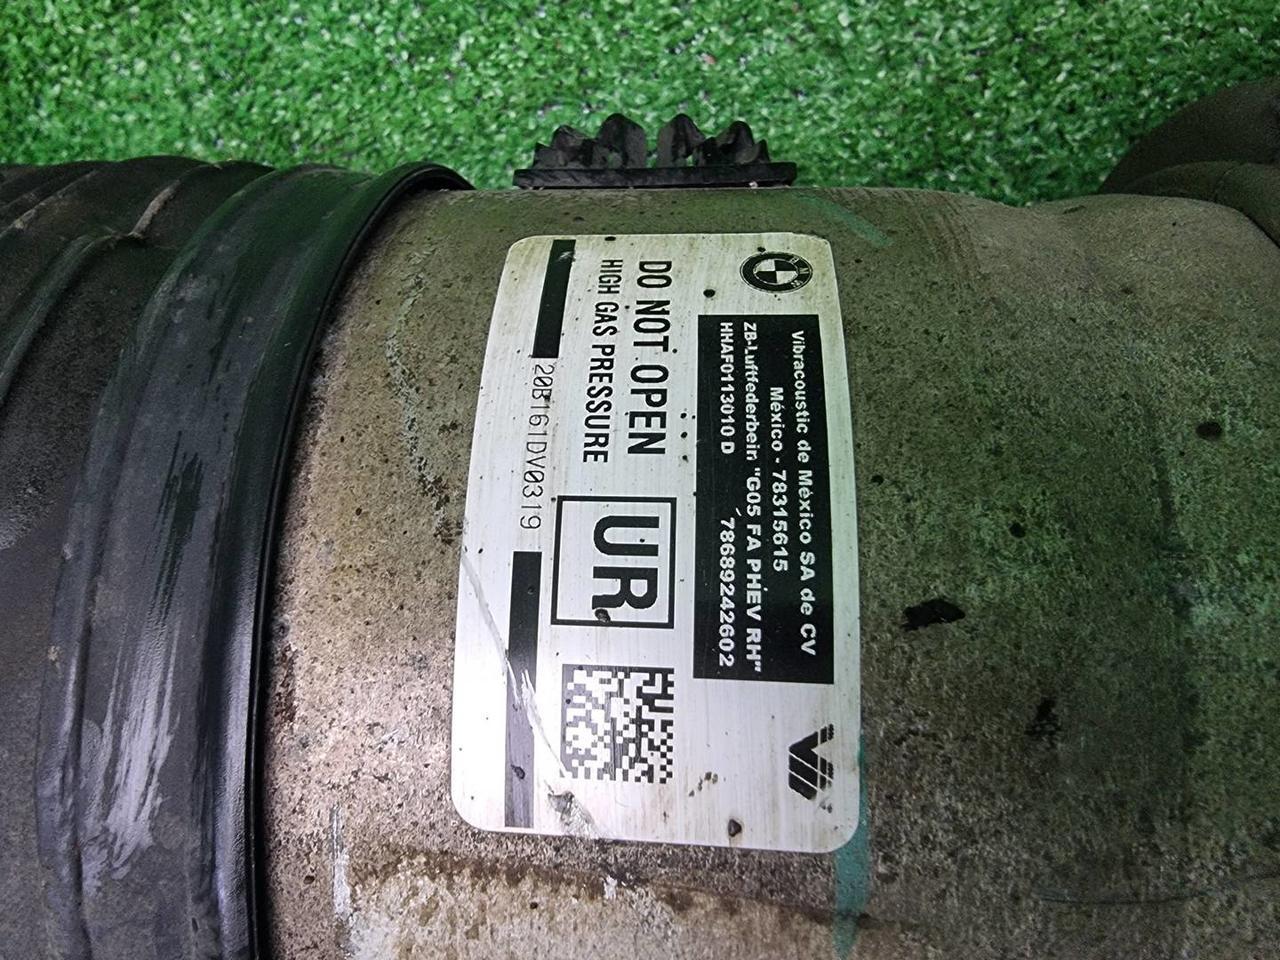 Vibracoustic de México SA de CV
México - 78315615
ZB-Luftfederbein "G05 FA PHEV RH"
HHAF0113010 D 78689242602
DO NOT OPEN
HIGH GAS PRESSURE
UR
20B161DV0319